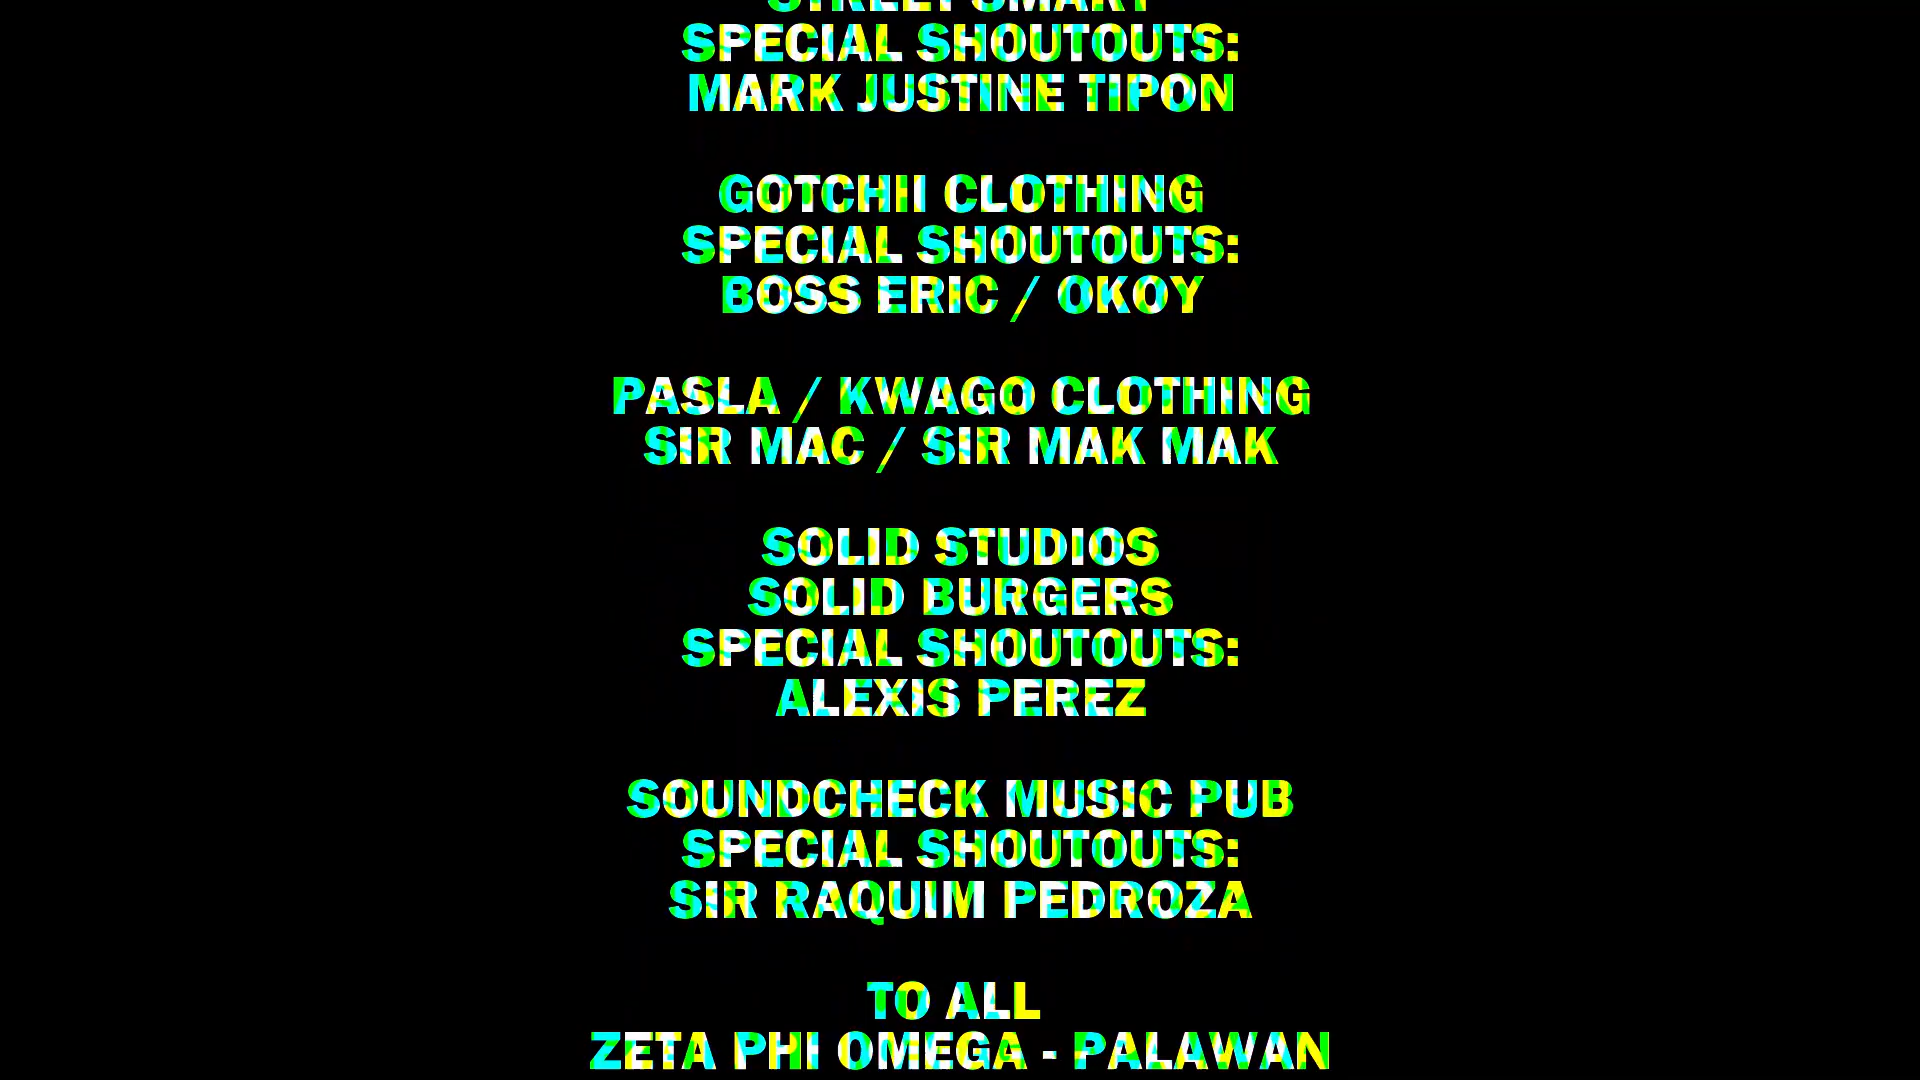 STREET SMART
SPECIAL SHOUTOUTS:
MARK JUSTINE TIPON
GOTCHII CLOTHING
SPECIAL SHOUTOUTS:
BOSS ERIC / OKOY
PASLA / KWAGO CLOTHING
SIR MAC / SIR MAK MAK
SOLID STUDIOS
SOLID BURGERS
SPECIAL SHOUTOUTS:
ALEXIS PEREZ
SOUNDCHECK MUSIC PUB
SPECIAL SHOUTOUTS:
SIR RAQUIM PEDROZA
TO ALL
ZETA PHI OMEGA - PALAWAN